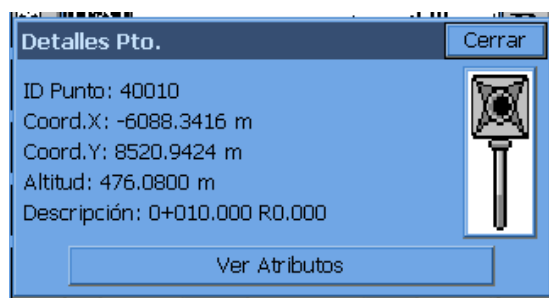 Detalles Pto.
Cerrar
ID Punto: 40010
Coord.X: -6088.3416 m
Coord.Y: 8520.9424 m
Altitud: 476.0800 m
Descripción: 0+010.000 R0.000
Ver Atributos